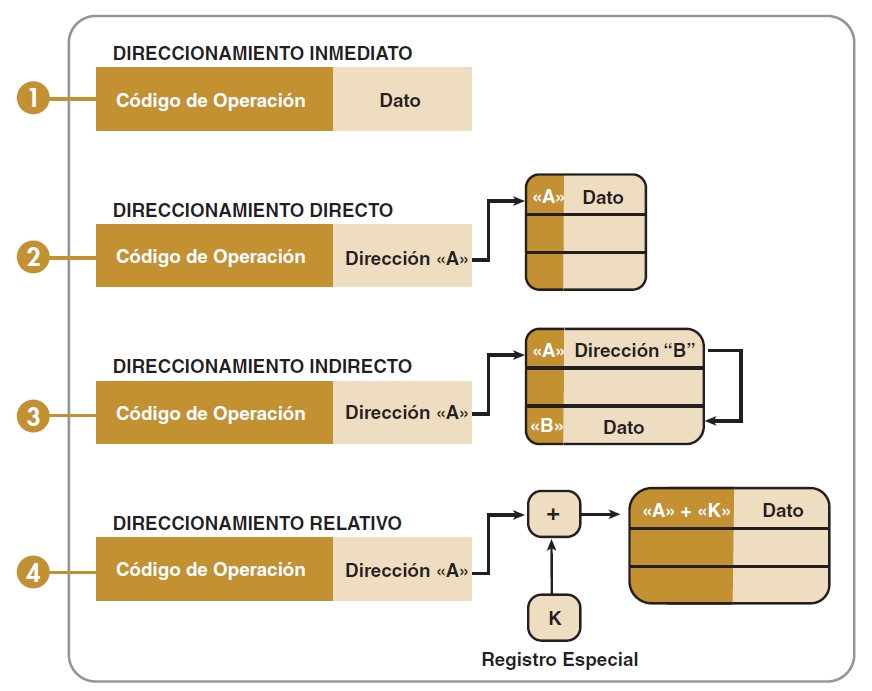 DIRECCIONAMIENTO INMEDIATO
1
Código de Operación
Dato
DIRECCIONAMIENTO DIRECTO
2
Código de Operación
Dirección «A»
«A»
Dato
DIRECCIONAMIENTO INDIRECTO
3
Código de Operación
Dirección «A»
«A»
Dirección “B”
«B»
Dato
DIRECCIONAMIENTO RELATIVO
4
Código de Operación
Dirección «A»
+
«A» + «K»
Dato
K
Registro Especial